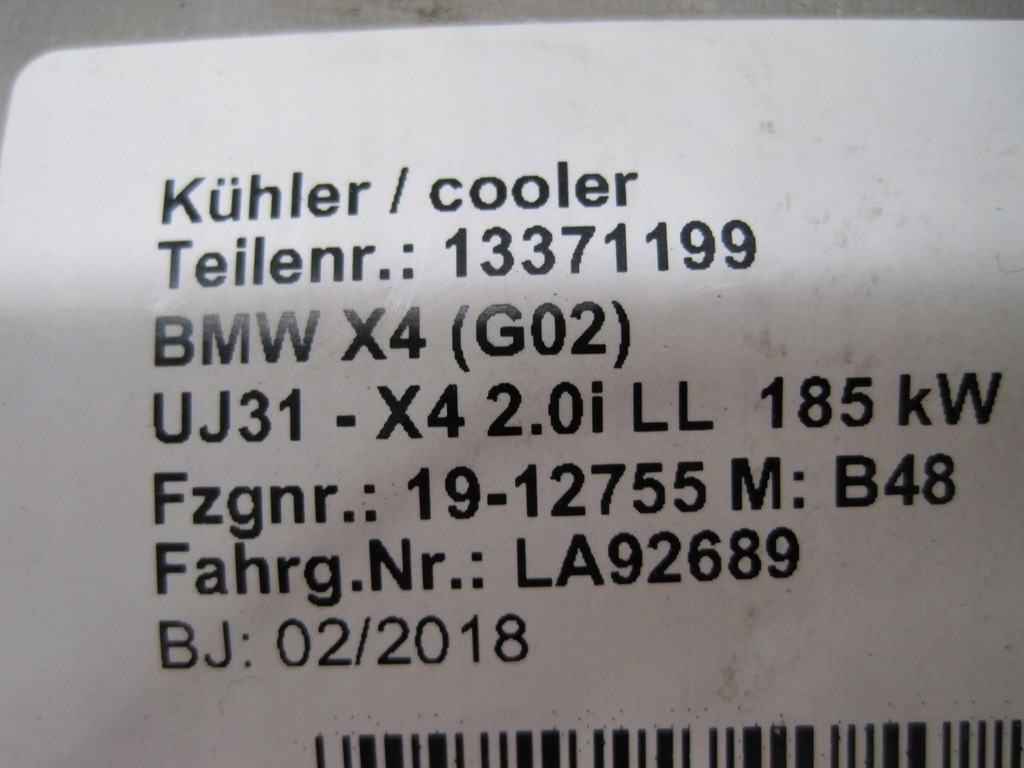 Kühler / cooler
Teilenr.: 13371199
BMW X4 (G02)
UJ31 - X4 2.0i LL 185 kW
Fzgnr.: 19-12755 M: B48
Fahrg.Nr.: LA92689
BJ: 02/2018